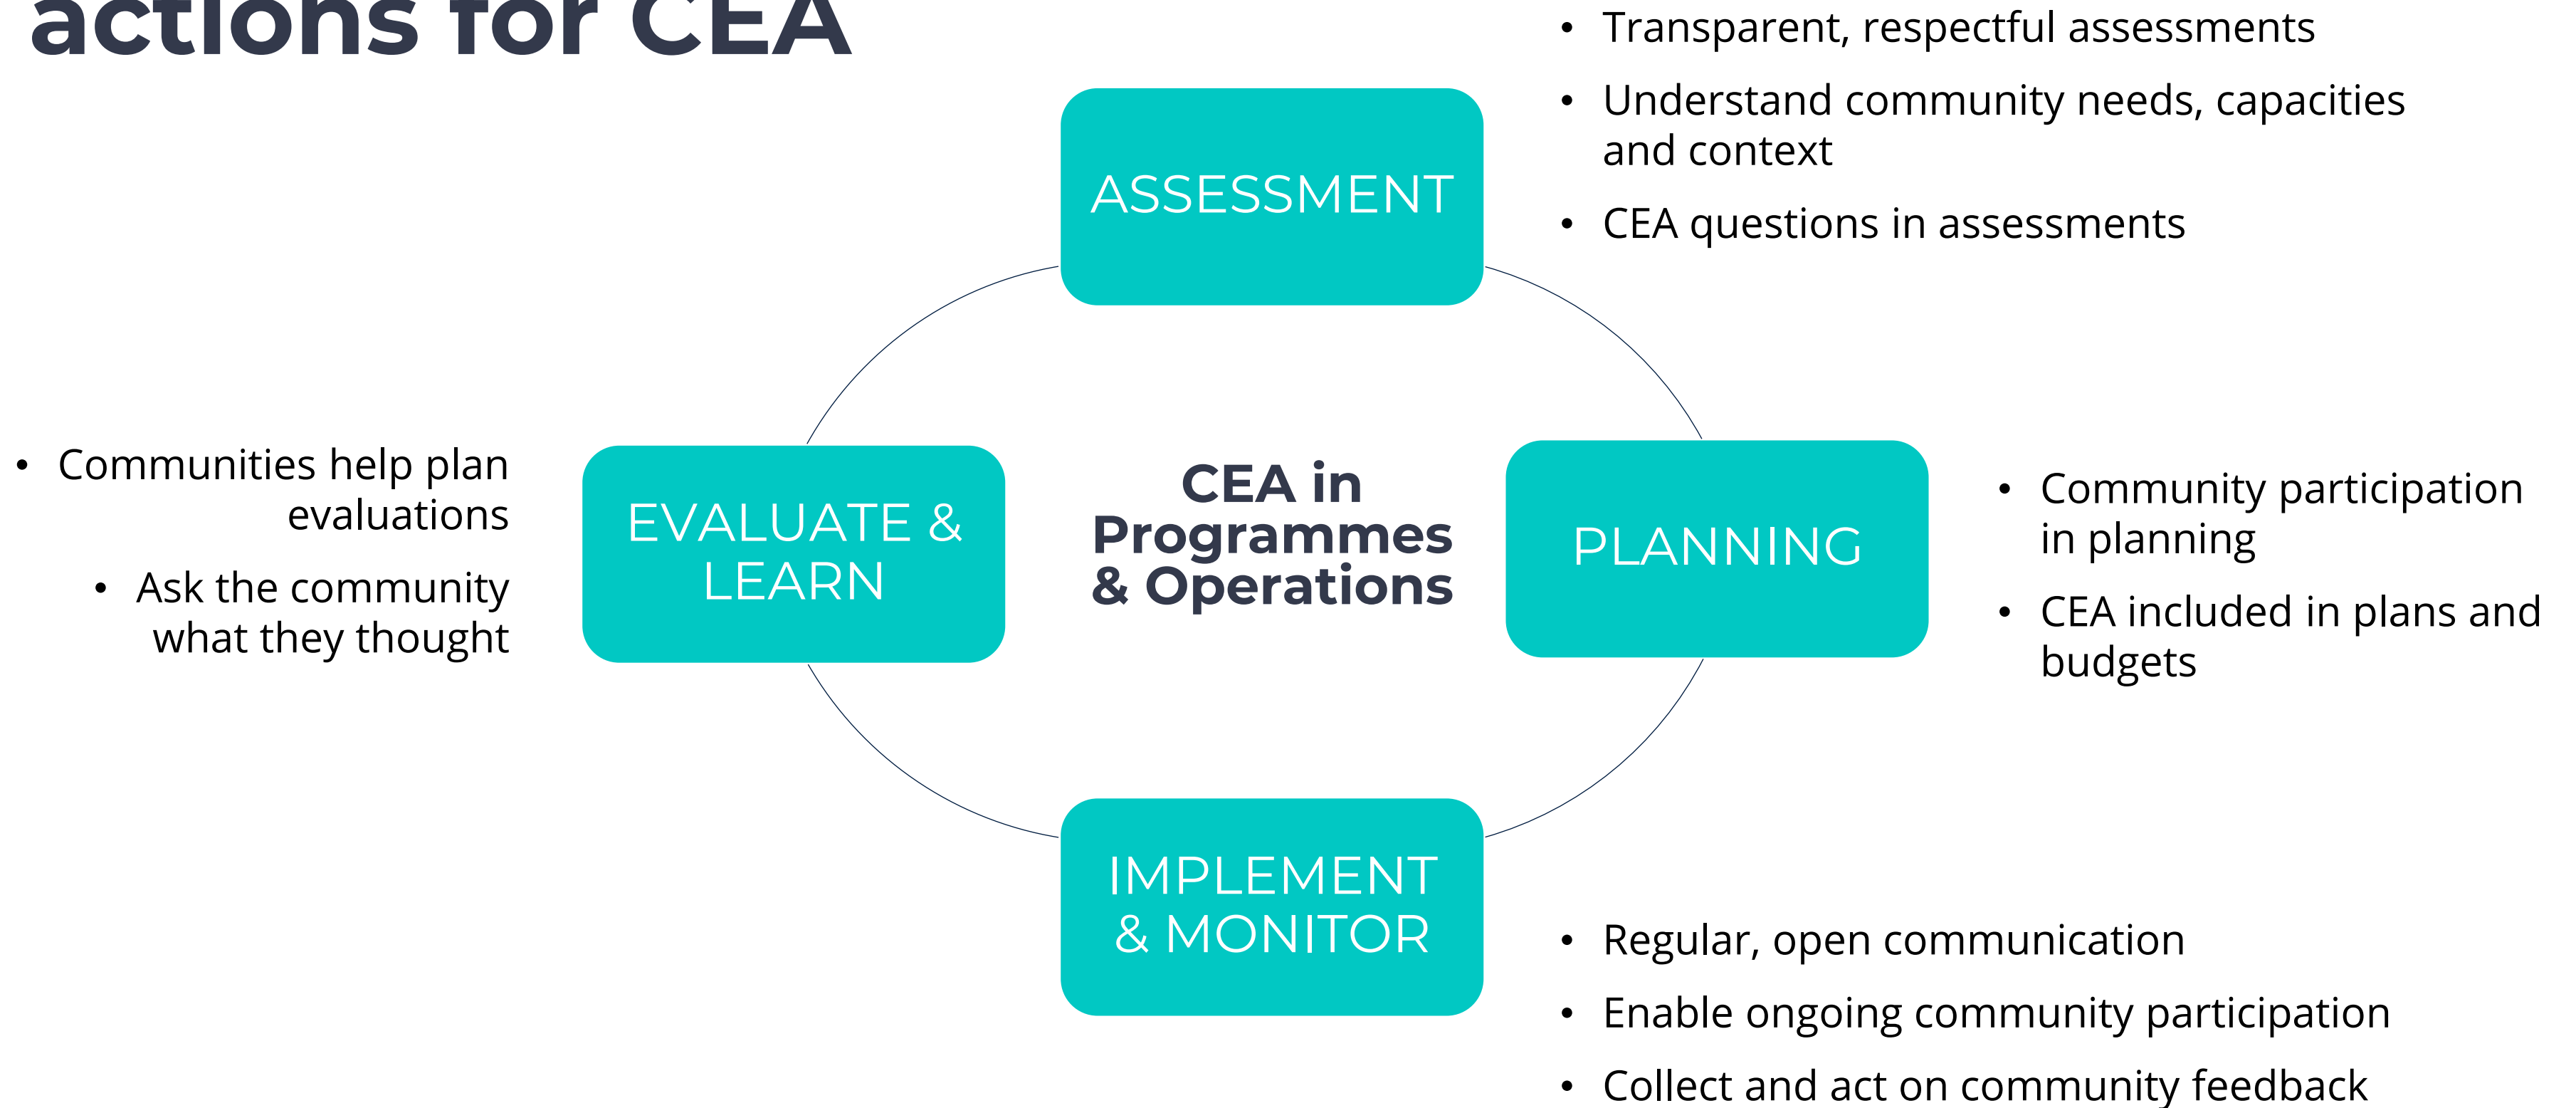 actions for CEA
• Transparent, respectful assessments
• Understand community needs, capacities
and context
• CEA questions in assessments
ASSESSMENT
• Communities help plan
evaluations
• Ask the community
what they thought
EVALUATE &
LEARN
CEA in
Programmes
& Operations
PLANNING
• Community participation
in planning
• CEA included in plans and
budgets
IMPLEMENT
& MONITOR
• Regular, open communication
• Enable ongoing community participation
• Collect and act on community feedback